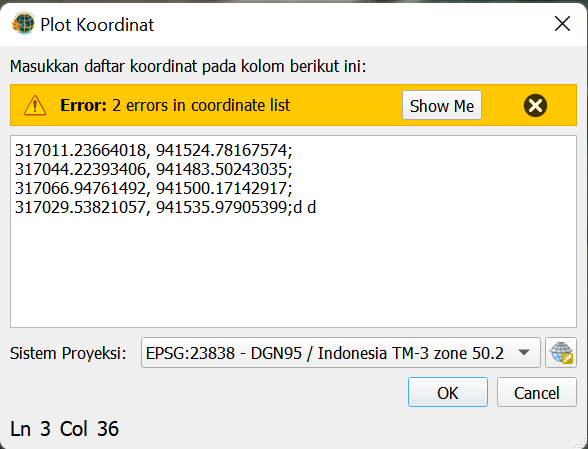 Plot Koordinat
Masukkan daftar koordinat pada kolom berikut ini:
Error: 2 errors in coordinate list
Show Me
317011.23664018, 941524.78167574;
317044.22393406, 941483.50243035;
317066.94761492, 941500.17142917;
317029.53821057, 941535.97905399;d d
Sistem Proyeksi:
EPSG:23838 - DGN95 / Indonesia TM-3 zone 50.2
OK
Cancel
Ln 3 Col 36